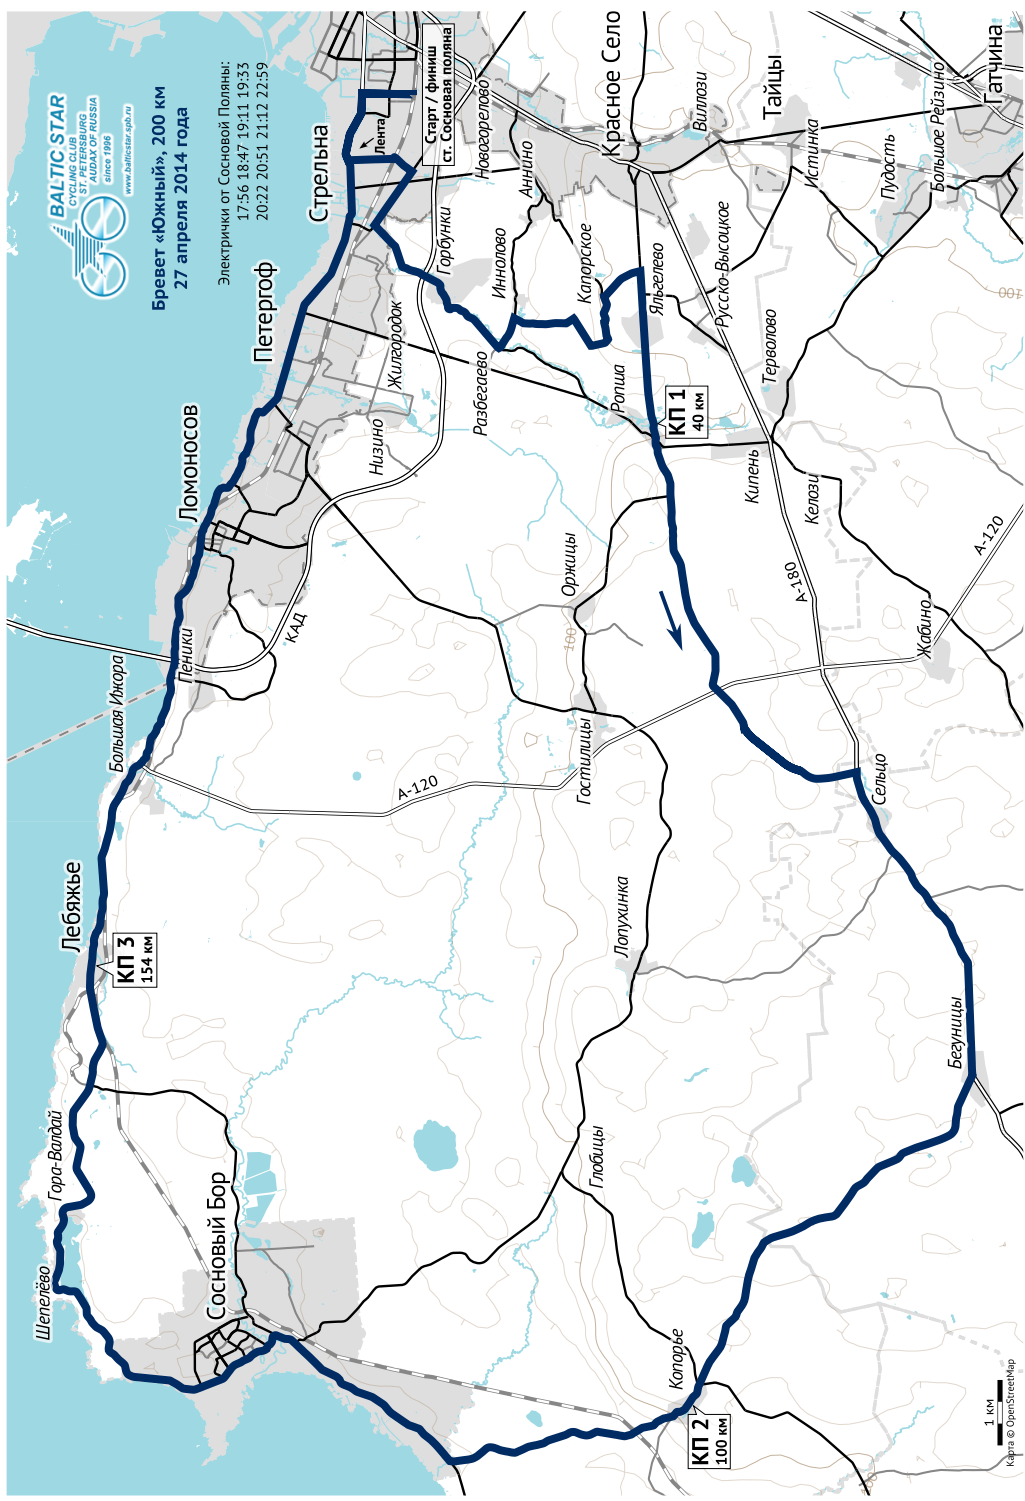 BALTIC STAR
CYCLING CLUB
ST. PETERSBURG
AUDAX OF RUSSIA
since 1996
www.balticstar.spb.ru
Бревет «Южный», 200 км
27 апреля 2014 года
Электрички от Сосновой Поляны:
17:56 18:47 19:11 19:33
20:22 20:51 21:12 22:59
Шепелёво
Гора-Валдай
Лебяжье
КП 3
154 км
Большая Ижора
Пеники
Ломоносов
Петергоф
Стрельна
Лента
Старт / финиш
ст. Сосновая поляна
Сосновый Бор
КАД
Низино
Жилгородок
Горбунки
Новогорелово
А-120
Разбегаево
Иннолово
Аннино
Гостилицы
Оржицы
100
Капорское
Красное Село
Глобицы
Лопухинка
Ропша
Яльгелево
КП 1
40 км
Виллози
Копорье
КП 2
100 км
Русско-Высоцкое
Кипень
Терволово
Тайцы
А-180
Келози
Истинка
Сельцо
Пудость
Бегуницы
Жабино
Большое Рейзино
А-120
Гатчина
100
100
1 км
Карта © OpenStreetMap